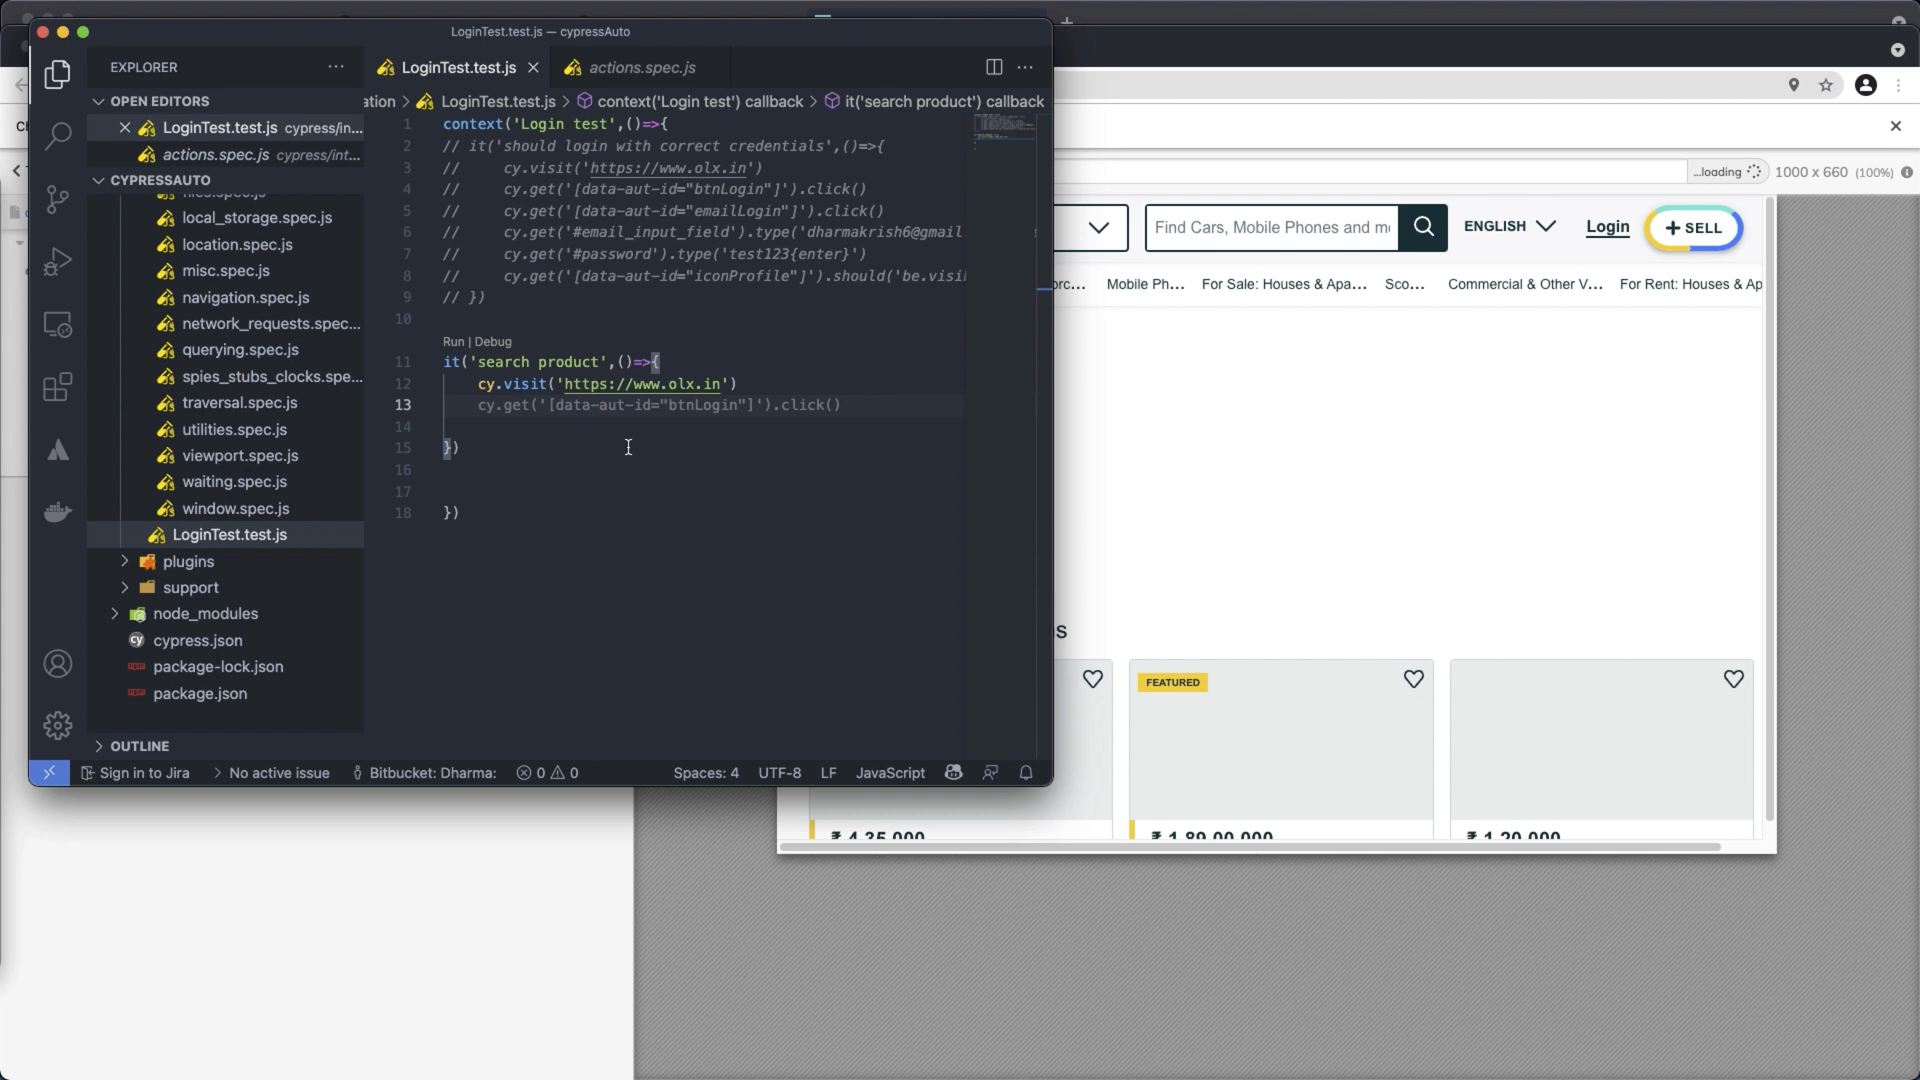 LoginTest.test.js — cypressAuto
EXPLORER
OPEN EDITORS
LoginTest.test.js cypress/in...
actions.spec.js cypress/int...
CYPRESSAUTO
local_storage.spec.js
location.spec.js
misc.spec.js
navigation.spec.js
network_requests.spec...
querying.spec.js
spies_stubs_clocks.spe...
traversal.spec.js
utilities.spec.js
viewport.spec.js
waiting.spec.js
window.spec.js
LoginTest.test.js
plugins
support
node_modules
cypress.json
package-lock.json
package.json
OUTLINE
LoginTest.test.js
actions.spec.js
ation > LoginTest.test.js > context('Login test') callback > it('search product') callback
1 context('Login test',()=>{
2 // it('should login with correct credentials',()=>{
3 // cy.visit('https://www.olx.in')
4 // cy.get('[data-aut-id="btnLogin"]').click()
5 // cy.get('[data-aut-id="emailLogin"]').click()
6 // cy.get('#email_input_field').type('dharmakrish6@gmail
7 // cy.get('#password').type('test123{enter}')
8 // cy.get('[data-aut-id="iconProfile"]').should('be.visi
9 // })
10
Run | Debug
11 it('search product',()=>{
12 cy.visit('https://www.olx.in')
13 cy.get('[data-aut-id="btnLogin"]').click()
14
15 })
16
17
18 })
Sign in to Jira
No active issue
Bitbucket: Dharma:
0 0
Spaces: 4
UTF-8
LF
JavaScript
...loading
1000 x 660 (100%)
Find Cars, Mobile Phones and m
ENGLISH
Login
+ SELL
orc...
Mobile Ph...
For Sale: Houses & Apa...
Sco...
Commercial & Other V...
For Rent: Houses & Ap
s
FEATURED
₹ 4,35,000
₹ 1,89,00,000
₹ 1,20,000